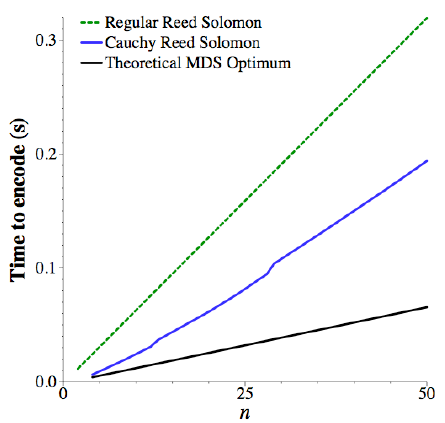 Regular Reed Solomon
Cauchy Reed Solomon
Theoretical MDS Optimum
Time to encode (s)
0.3
0.2
0.1
0.0
0
25
50
n